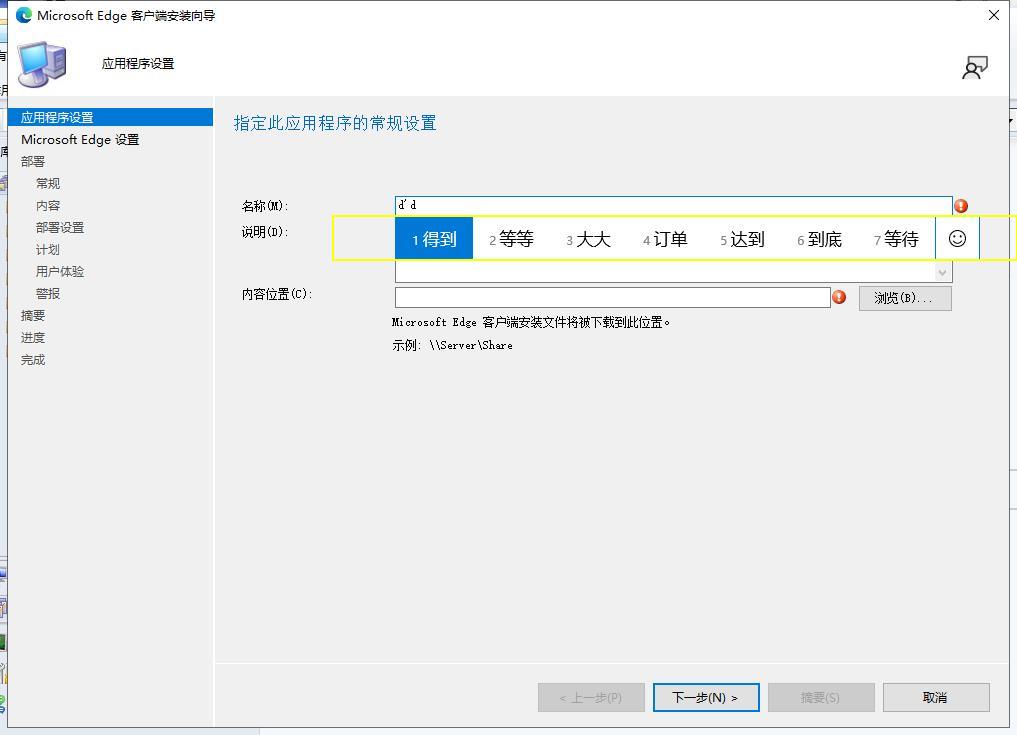 Microsoft Edge 客户端安装向导
应用程序设置
应用程序设置
Microsoft Edge 设置
部署
常规
内容
部署设置
计划
用户体验
警报
摘要
进度
完成
指定此应用程序的常规设置
名称(M):
d'd
说明(D):
1 得到 2 等等 3 大大 4 订单 5 达到 6 到底 7 等待
内容位置(C):
浏览(B)...
Microsoft Edge 客户端安装文件将被下载到此位置。
示例: \\Server\Share
< 上一步(P)
下一步(N) >
摘要(S)
取消